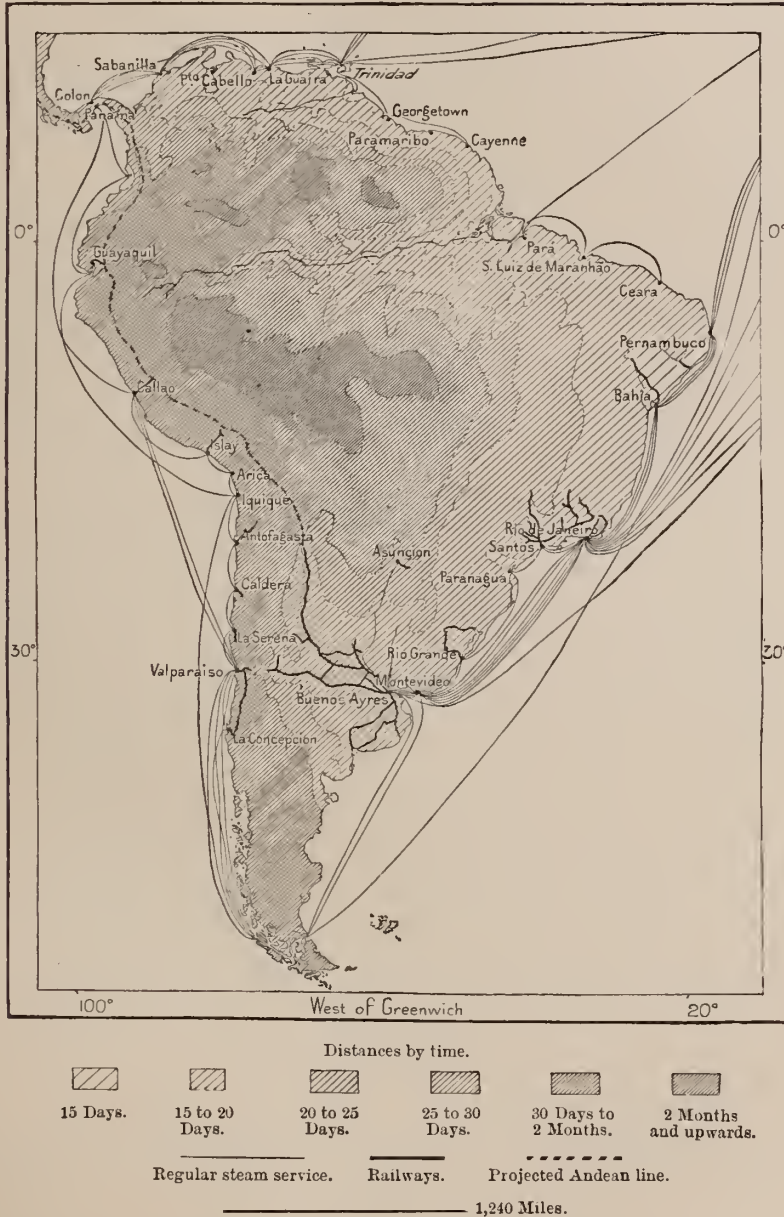 Sabanilla
Pto. Cabello
La Guaira
Trinidad
Colon
Panama
Georgetown
Paramaribo
Cayenne
0°
0°
Guayaquil
Pará
S. Luiz de Maranhão
Ceara
Pernambuco
Callao
Bahia
Islay
Arica
Iquique
Rio de Janeiro
Antofagasta
Asunçion
Santos
Caldera
Paranagua
La Serena
Rio Grande
30°
Valparaiso
Montevideo
Buenos Ayres
La Concepcion
100°
West of Greenwich
20°
Distances by time.
15 Days.
15 to 20 Days.
20 to 25 Days.
25 to 30 Days.
30 Days to 2 Months.
2 Months and upwards.
Regular steam service. Railways. Projected Andean line.
1,240 Miles.